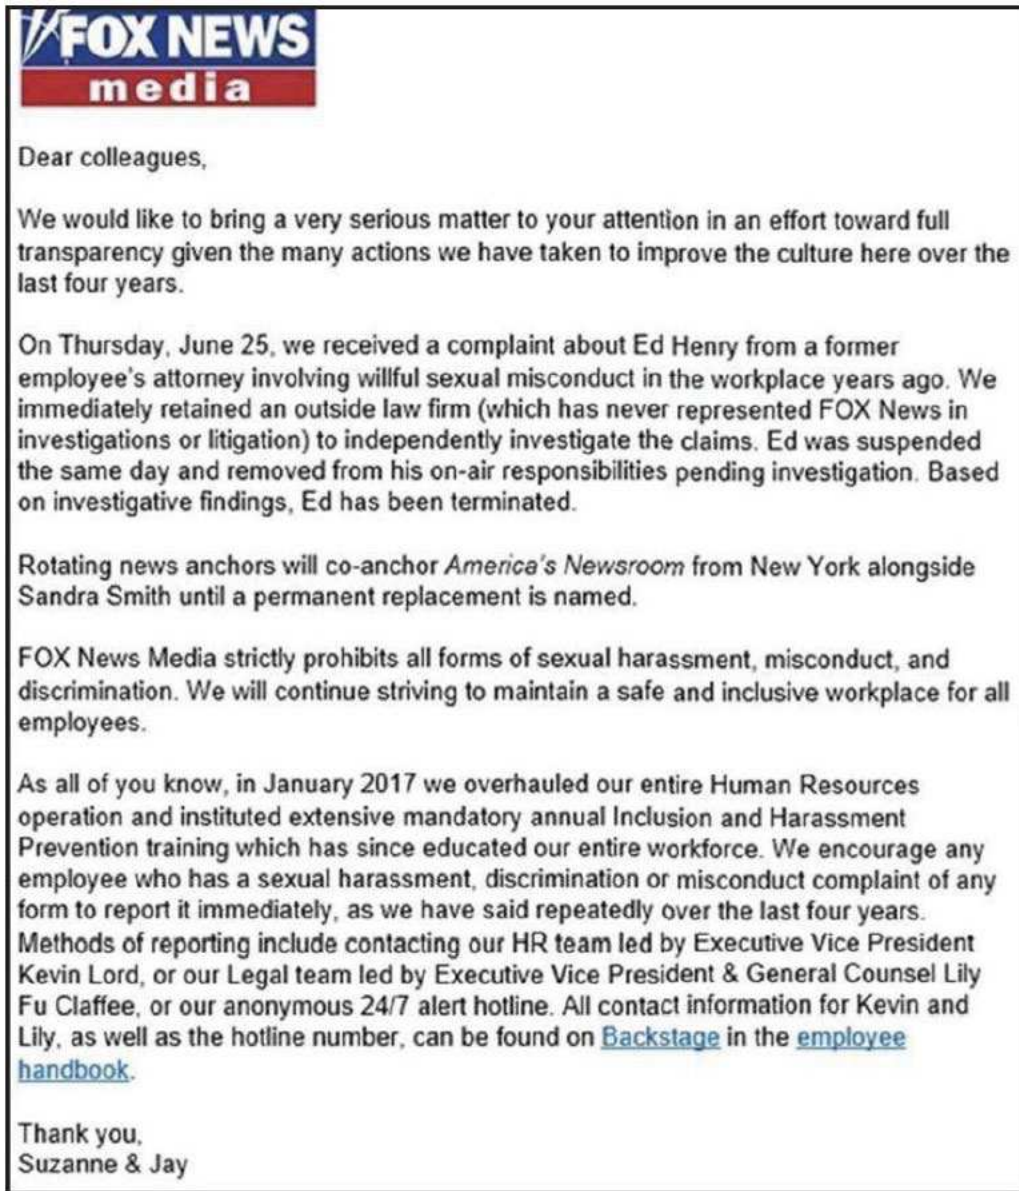 FOX NEWS
media
Dear colleagues,
We would like to bring a very serious matter to your attention in an effort toward full
transparency given the many actions we have taken to improve the culture here over the
last four years.
On Thursday, June 25, we received a complaint about Ed Henry from a former
employee's attorney involving willful sexual misconduct in the workplace years ago. We
immediately retained an outside law firm (which has never represented FOX News in
investigations or litigation) to independently investigate the claims. Ed was suspended
the same day and removed from his on-air responsibilities pending investigation. Based
on investigative findings, Ed has been terminated.
Rotating news anchors will co-anchor America's Newsroom from New York alongside
Sandra Smith until a permanent replacement is named.
FOX News Media strictly prohibits all forms of sexual harassment, misconduct, and
discrimination. We will continue striving to maintain a safe and inclusive workplace for all
employees.
As all of you know, in January 2017 we overhauled our entire Human Resources
operation and instituted extensive mandatory annual Inclusion and Harassment
Prevention training which has since educated our entire workforce. We encourage any
employee who has a sexual harassment, discrimination or misconduct complaint of any
form to report it immediately, as we have said repeatedly over the last four years.
Methods of reporting include contacting our HR team led by Executive Vice President
Kevin Lord, or our Legal team led by Executive Vice President & General Counsel Lily
Fu Claffee, or our anonymous 24/7 alert hotline. All contact information for Kevin and
Lily, as well as the hotline number, can be found on Backstage in the employee
handbook.
Thank you,
Suzanne & Jay